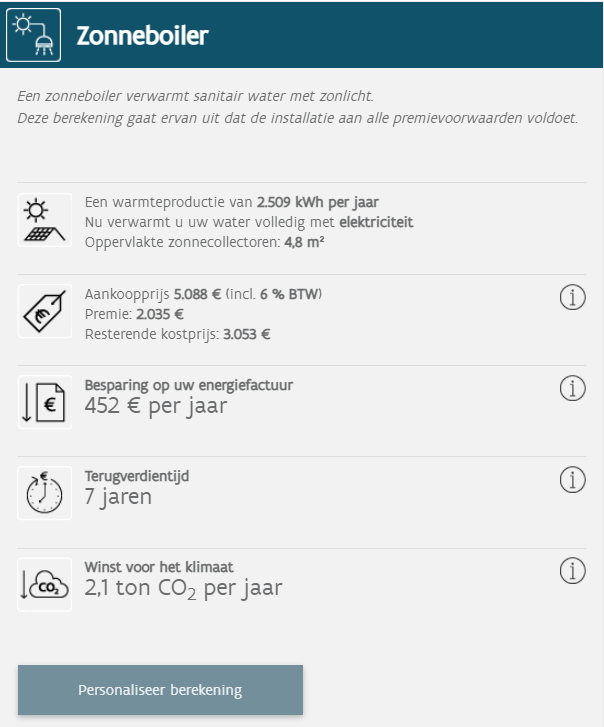 Zonneboiler
Een zonneboiler verwarmt sanitair water met zonlicht.
Deze berekening gaat ervan uit dat de installatie aan alle premievoorwaarden voldoet.
Een warmteproductie van 2.509 kWh per jaar
Nu verwarmt u uw water volledig met elektriciteit
Oppervlakte zonnecollectoren: 4,8 m²
Aankoopprijs 5.088 € (incl. 6 % BTW)
Premie: 2.035 €
Resterende kostprijs: 3.053 €
Besparing op uw energiefactuur
452 € per jaar
Terugverdientijd
7 jaren
Winst voor het klimaat
2,1 ton CO₂ per jaar
Personaliseer berekening